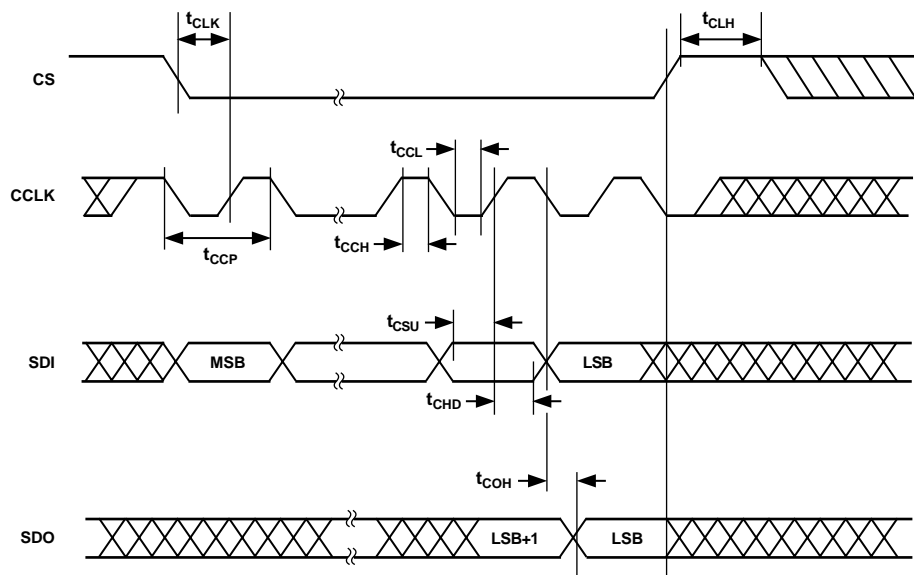 tCLK
tCLH
CS
tCCL
CCLK
tCCP
tCCH
tCSU
SDI
MSB
LSB
tCHD
tCOH
SDO
LSB+1
LSB